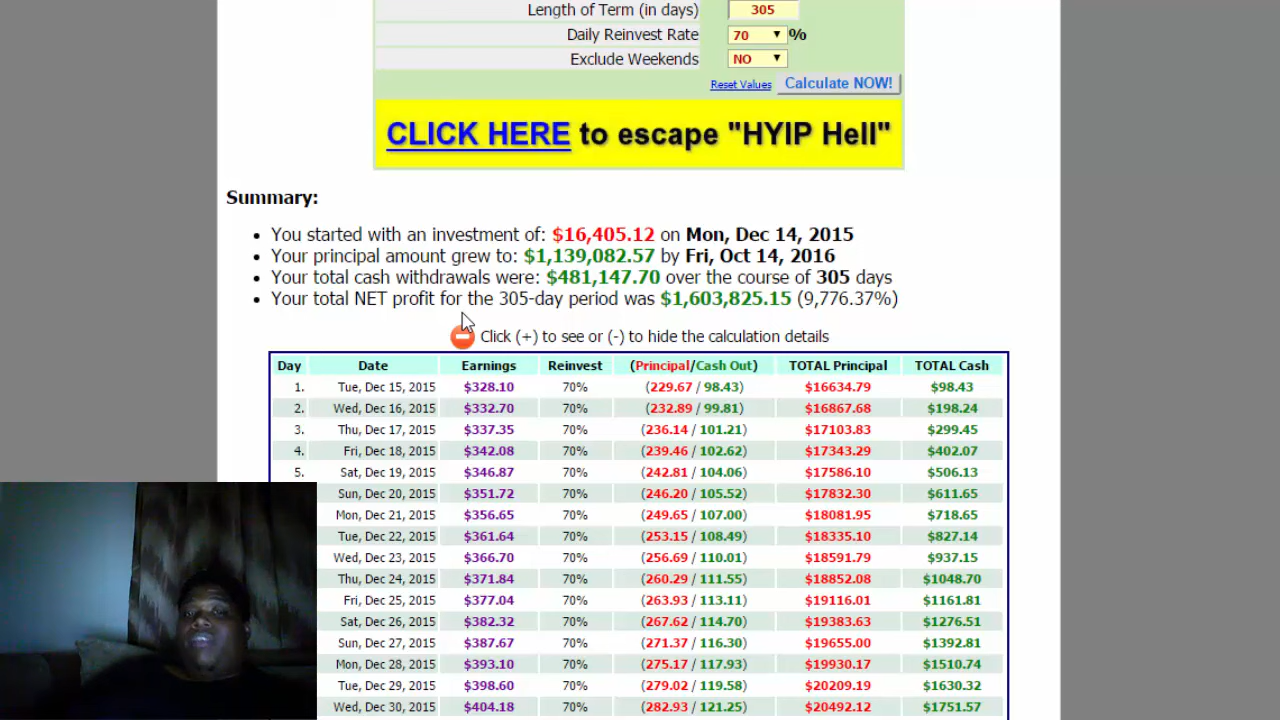 Length of Term (in days) 305
Daily Reinvest Rate 70 %
Exclude Weekends NO
Reset Values Calculate NOW!
CLICK HERE to escape "HYIP Hell"
Summary:
• You started with an investment of: $16,405.12 on Mon, Dec 14, 2015
• Your principal amount grew to: $1,139,082.57 by Fri, Oct 14, 2016
• Your total cash withdrawals were: $481,147.70 over the course of 305 days
• Your total NET profit for the 305-day period was $1,603,825.15 (9,776.37%)
Click (+) to see or (-) to hide the calculation details
Day Date Earnings Reinvest (Principal/Cash Out) TOTAL Principal TOTAL Cash
1. Tue, Dec 15, 2015 $328.10 70% (229.67 / 98.43) $16634.79 $98.43
2. Wed, Dec 16, 2015 $332.70 70% (232.89 / 99.81) $16867.68 $198.24
3. Thu, Dec 17, 2015 $337.35 70% (236.14 / 101.21) $17103.83 $299.45
4. Fri, Dec 18, 2015 $342.08 70% (239.46 / 102.62) $17343.29 $402.07
5. Sat, Dec 19, 2015 $346.87 70% (242.81 / 104.06) $17586.10 $506.13
Sun, Dec 20, 2015 $351.72 70% (246.20 / 105.52) $17832.30 $611.65
Mon, Dec 21, 2015 $356.65 70% (249.65 / 107.00) $18081.95 $718.65
Tue, Dec 22, 2015 $361.64 70% (253.15 / 108.49) $18335.10 $827.14
Wed, Dec 23, 2015 $366.70 70% (256.69 / 110.01) $18591.79 $937.15
Thu, Dec 24, 2015 $371.84 70% (260.29 / 111.55) $18852.08 $1048.70
Fri, Dec 25, 2015 $377.04 70% (263.93 / 113.11) $19116.01 $1161.81
Sat, Dec 26, 2015 $382.32 70% (267.62 / 114.70) $19383.63 $1276.51
Sun, Dec 27, 2015 $387.67 70% (271.37 / 116.30) $19655.00 $1392.81
Mon, Dec 28, 2015 $393.10 70% (275.17 / 117.93) $19930.17 $1510.74
Tue, Dec 29, 2015 $398.60 70% (279.02 / 119.58) $20209.19 $1630.32
Wed, Dec 30, 2015 $404.18 70% (282.93 / 121.25) $20492.12 $1751.57